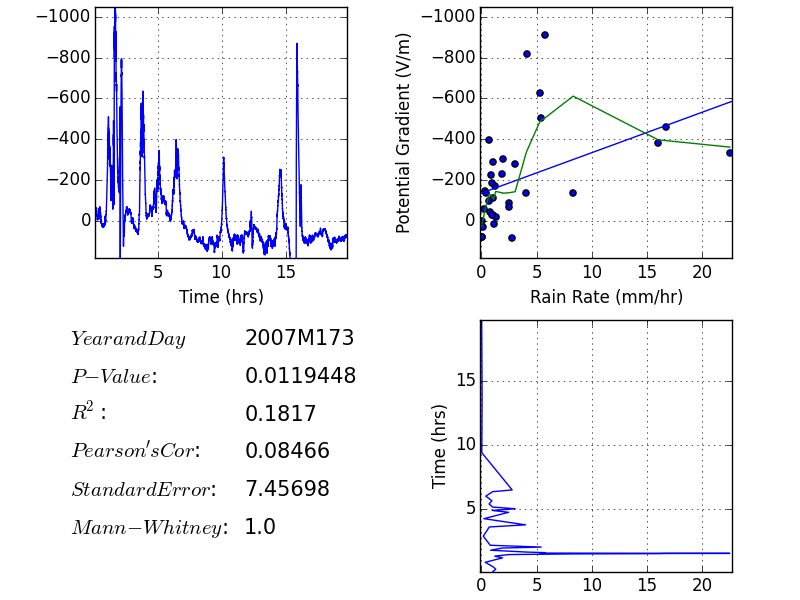 −1000
−800
−600
−400
−200
0
5 10 15
Time (hrs)
Potential Gradient (V/m)
−1000
−800
−600
−400
−200
0
0 5 10 15 20
Rain Rate (mm/hr)
YearandDay 2007M173
P−Value: 0.0119448
R²: 0.1817
Pearson'sCor: 0.08466
StandardError: 7.45698
Mann−Whitney: 1.0
Time (hrs)
15
10
5
0 5 10 15 20